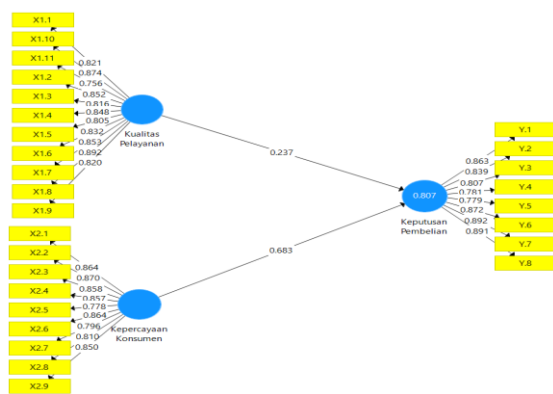 X1.1
X1.10
X1.11
X1.2
X1.3
X1.4
X1.5
X1.6
X1.7
X1.8
X1.9
0.821
0.874
0.756
0.852
0.816
0.848
0.805
0.832
0.853
0.892
0.820
Kualitas
Pelayanan
0.237
X2.1
X2.2
X2.3
X2.4
X2.5
X2.6
X2.7
X2.8
X2.9
0.864
0.870
0.858
0.778
0.864
0.796
0.810
0.850
Kepercayaan
Konsumen
0.683
0.807
Keputusan
Pembelian
0.863
0.839
0.807
0.781
0.779
0.872
0.892
0.891
Y.1
Y.2
Y.3
Y.4
Y.5
Y.6
Y.7
Y.8